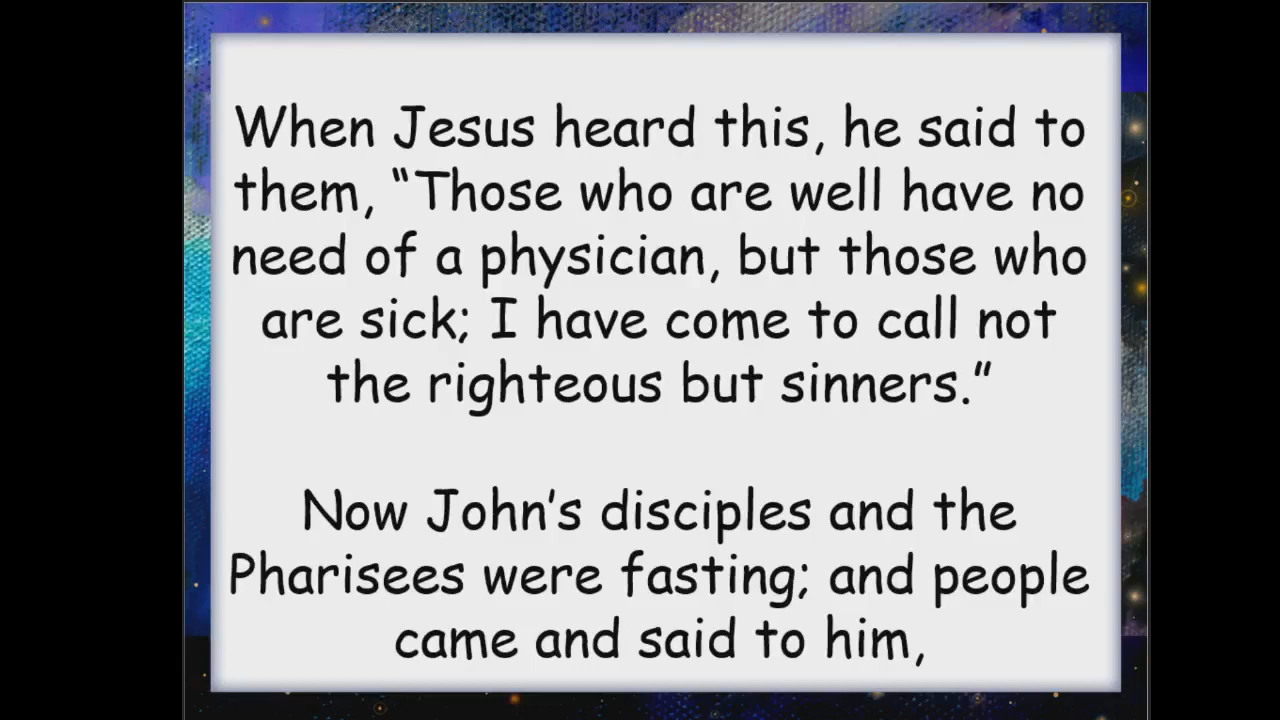 When Jesus heard this, he said to
them, “Those who are well have no
need of a physician, but those who
are sick; I have come to call not
the righteous but sinners.”
Now John’s disciples and the
Pharisees were fasting; and people
came and said to him,